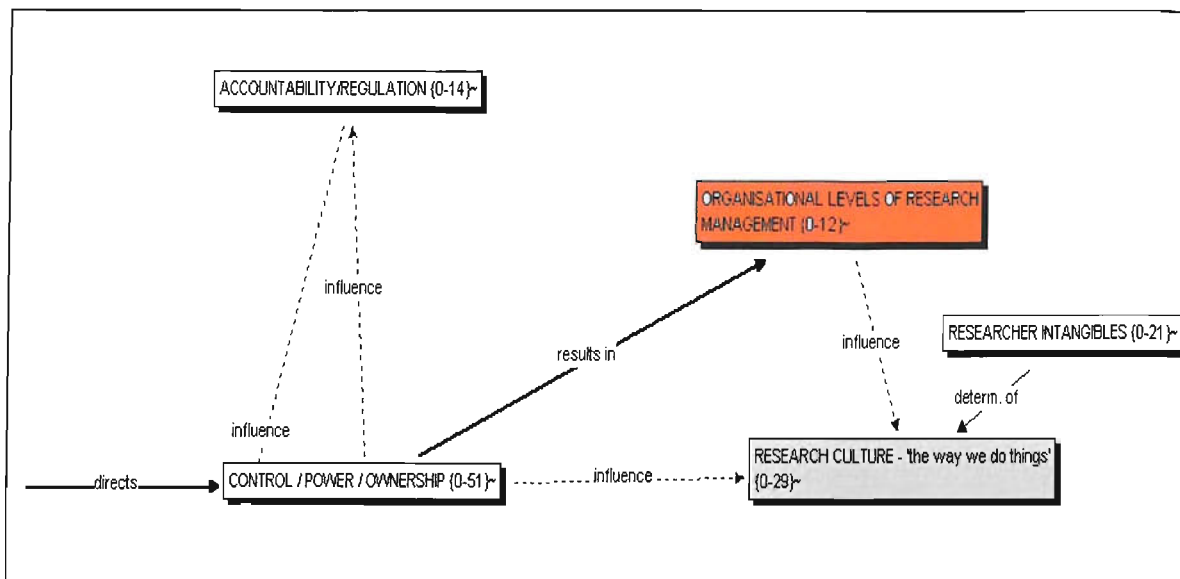 ACCOUNTABILITY/REGULATION {0-14}~
ORGANISATIONAL LEVELS OF RESEARCH
MANAGEMENT {0-12}~
influence
RESEARCHER INTANGIBLES {0-21}~
influence
results in
determ. of
influence
RESEARCH CULTURE - 'the way we do things'
{0-29}~
directs
CONTROL / POWER / OWNERSHIP {0-51}~
influence